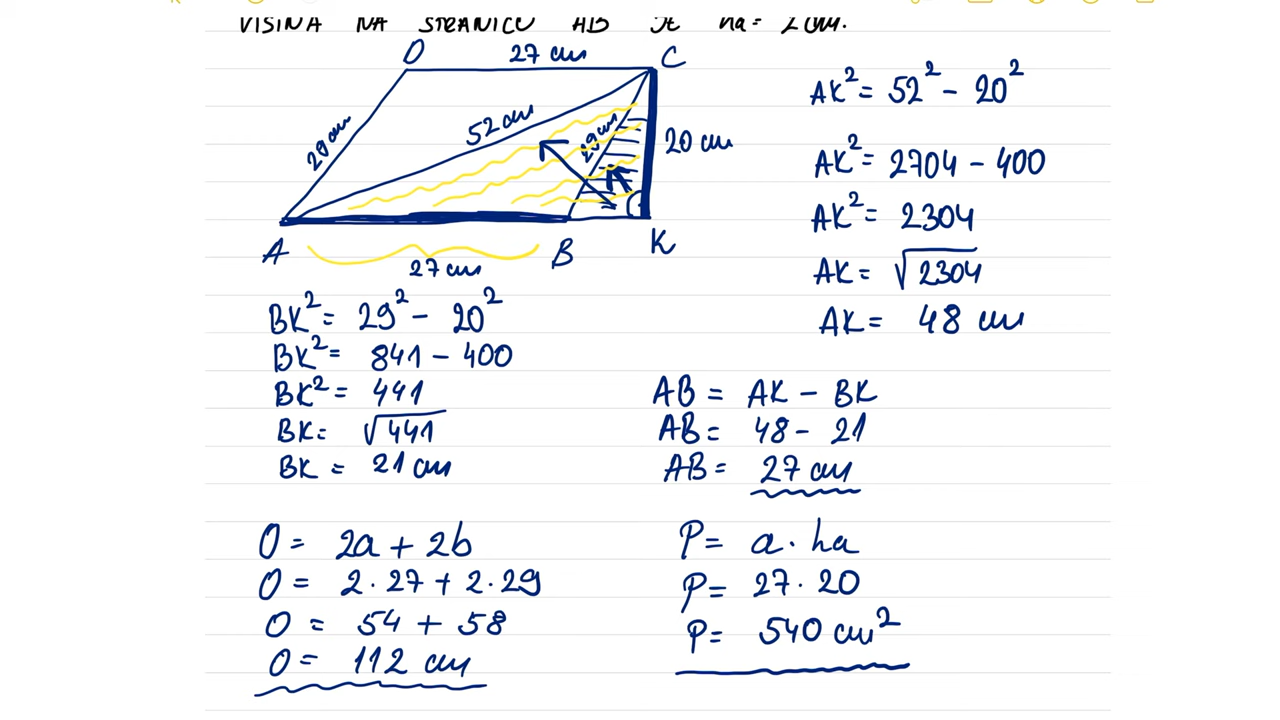 VISINA NA STRANICU AB JE ha = 20cm.
D 27 cm C
29 cm
52 cm
29 cm
20 cm
A B K
27 cm
BK² = 29² - 20²
BK² = 841 - 400
BK² = 441
BK = √441
BK = 21 cm
AK² = 52² - 20²
AK² = 2704 - 400
AK² = 2304
AK = √2304
AK = 48 cm
AB = AK - BK
AB = 48 - 21
AB = 27 cm
O = 2a + 2b
O = 2·27 + 2·29
O = 54 + 58
O = 112 cm
P = a · ha
P = 27 · 20
P = 540 cm²